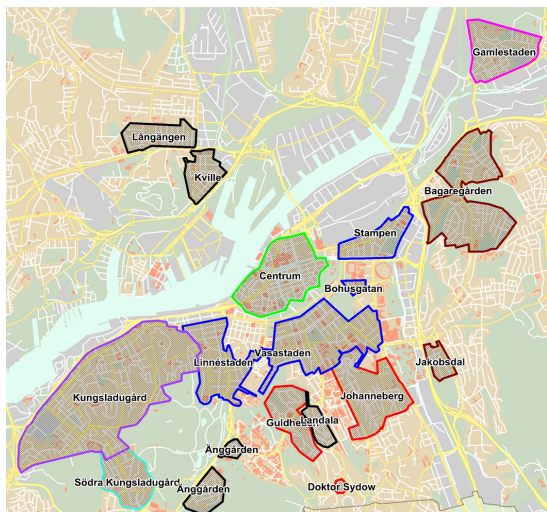 Gamlestaden
Långängen
Kville
Bagaregården
Stampen
Centrum
Bohusgatan
Vasastaden
Linnéstaden
Jakobsdal
Kungsladugård
Johanneberg
Guldheden
Landala
Änggården
Södra Kungsladugård
Änggården
Doktor Sydow